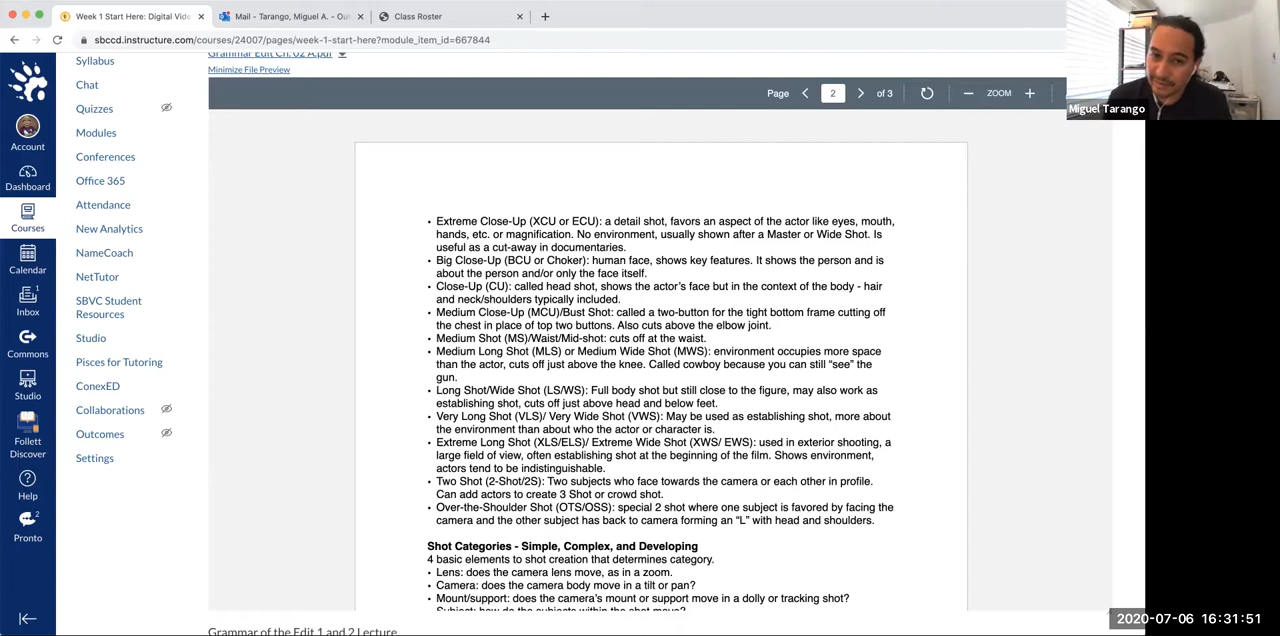 Week 1 Start Here: Digital Vide
Mail - Tarango, Miguel A. - Ou
Class Roster
sbccd.instructure.com/courses/24007/pages/week-1-start-here?module_item_id=667844
Account
Dashboard
Courses
Calendar
1
Inbox
Commons
Studio
Follett
Discover
Help
2
Pronto
Syllabus
Chat
Quizzes
Modules
Conferences
Office 365
Attendance
New Analytics
NameCoach
NetTutor
SBVC Student
Resources
Studio
Pisces for Tutoring
ConexED
Collaborations
Outcomes
Settings
Grammar Edit Ch. 02 A.pdf
Minimize File Preview
Page 2 of 3 ZOOM
Miguel Tarango
• Extreme Close-Up (XCU or ECU): a detail shot, favors an aspect of the actor like eyes, mouth,
hands, etc. or magnification. No environment, usually shown after a Master or Wide Shot. Is
useful as a cut-away in documentaries.
• Big Close-Up (BCU or Choker): human face, shows key features. It shows the person and is
about the person and/or only the face itself.
• Close-Up (CU): called head shot, shows the actor's face but in the context of the body - hair
and neck/shoulders typically included.
• Medium Close-Up (MCU)/Bust Shot: called a two-button for the tight bottom frame cutting off
the chest in place of top two buttons. Also cuts above the elbow joint.
• Medium Shot (MS)/Waist/Mid-shot: cuts off at the waist.
• Medium Long Shot (MLS) or Medium Wide Shot (MWS): environment occupies more space
than the actor, cuts off just above the knee. Called cowboy because you can still “see” the
gun.
• Long Shot/Wide Shot (LS/WS): Full body shot but still close to the figure, may also work as
establishing shot, cuts off just above head and below feet.
• Very Long Shot (VLS)/ Very Wide Shot (VWS): May be used as establishing shot, more about
the environment than about who the actor or character is.
• Extreme Long Shot (XLS/ELS)/ Extreme Wide Shot (XWS/ EWS): used in exterior shooting, a
large field of view, often establishing shot at the beginning of the film. Shows environment,
actors tend to be indistinguishable.
• Two Shot (2-Shot/2S): Two subjects who face towards the camera or each other in profile.
Can add actors to create 3 Shot or crowd shot.
• Over-the-Shoulder Shot (OTS/OSS): special 2 shot where one subject is favored by facing the
camera and the other subject has back to camera forming an “L” with head and shoulders.
Shot Categories - Simple, Complex, and Developing
4 basic elements to shot creation that determines category.
• Lens: does the camera lens move, as in a zoom.
• Camera: does the camera body move in a tilt or pan?
• Mount/support: does the camera's mount or support move in a dolly or tracking shot?
Subject: how do the subjects within the shot move?
Grammar of the Edit 1 and 2 Lecture
2020-07-06 16:31:51